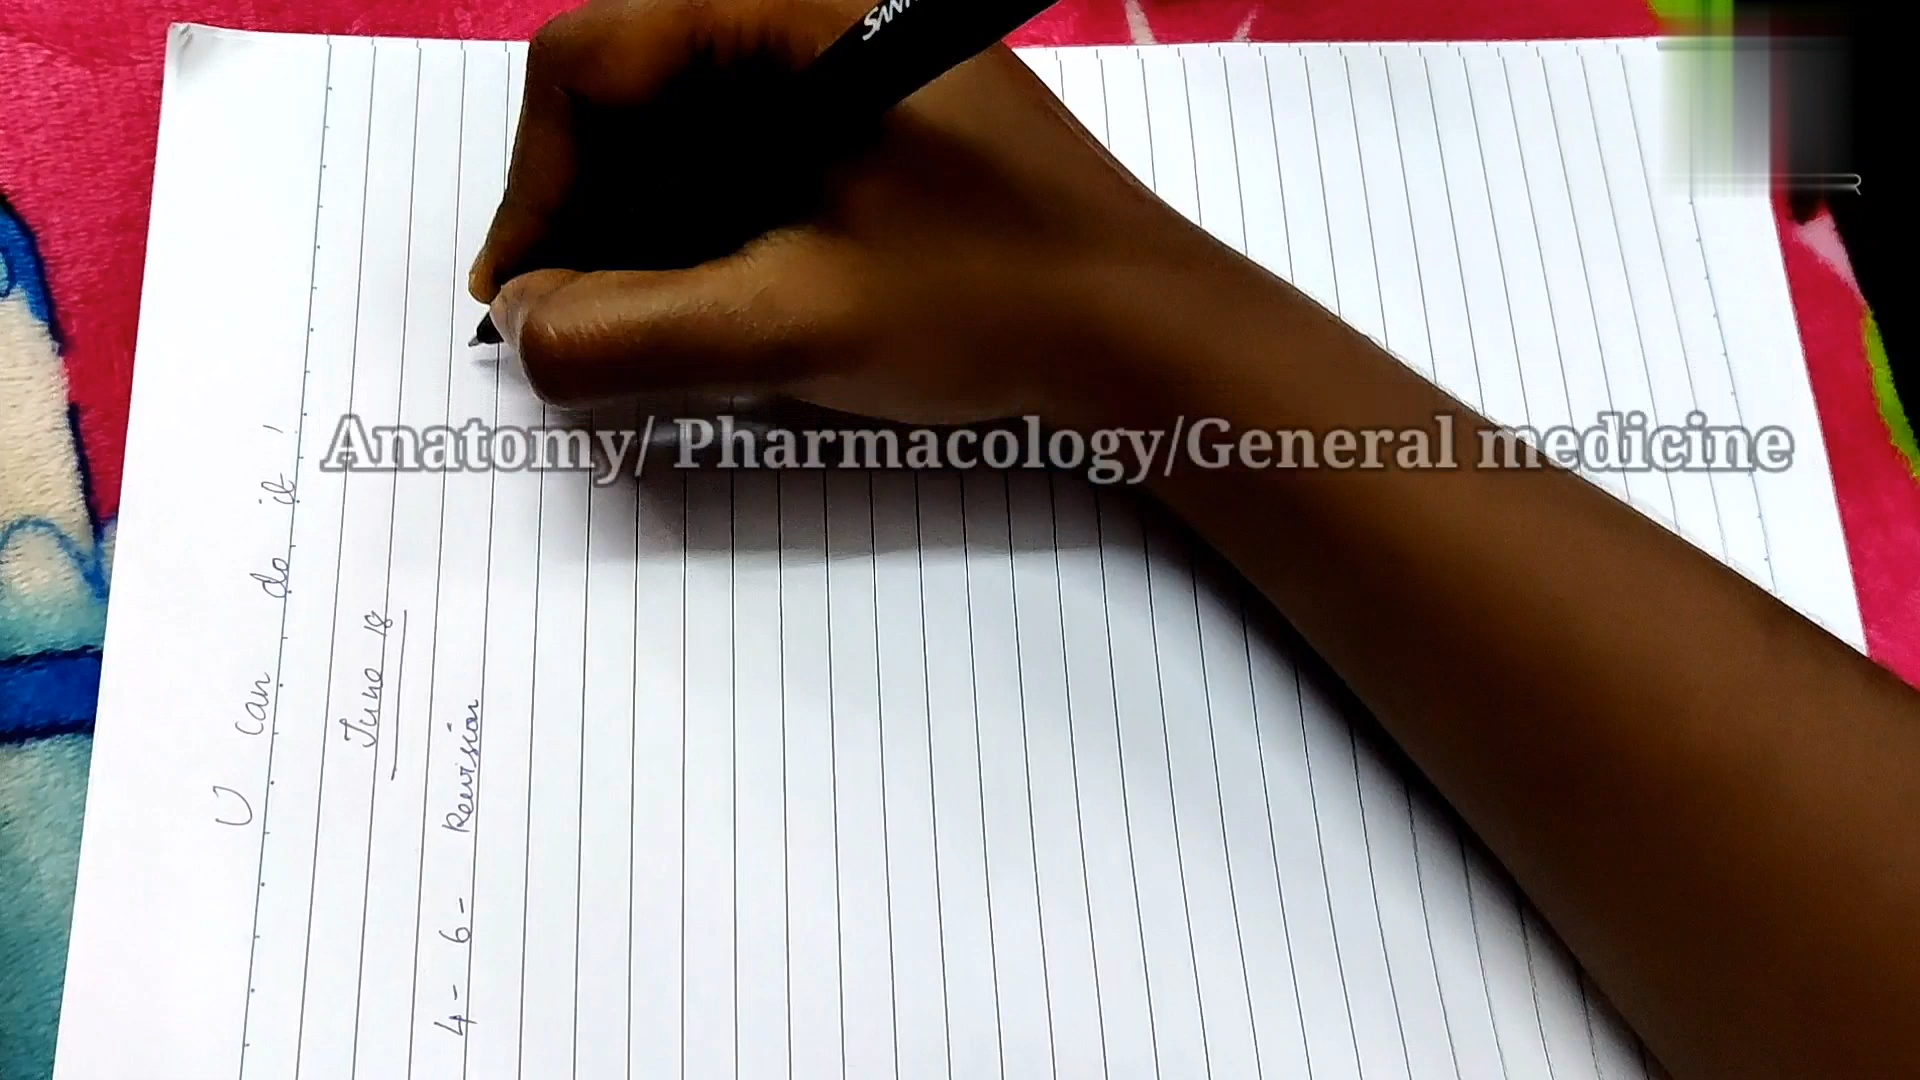 U can do it !
June 18
4 - 6 - Revision
Anatomy/ Pharmacology/General medicine